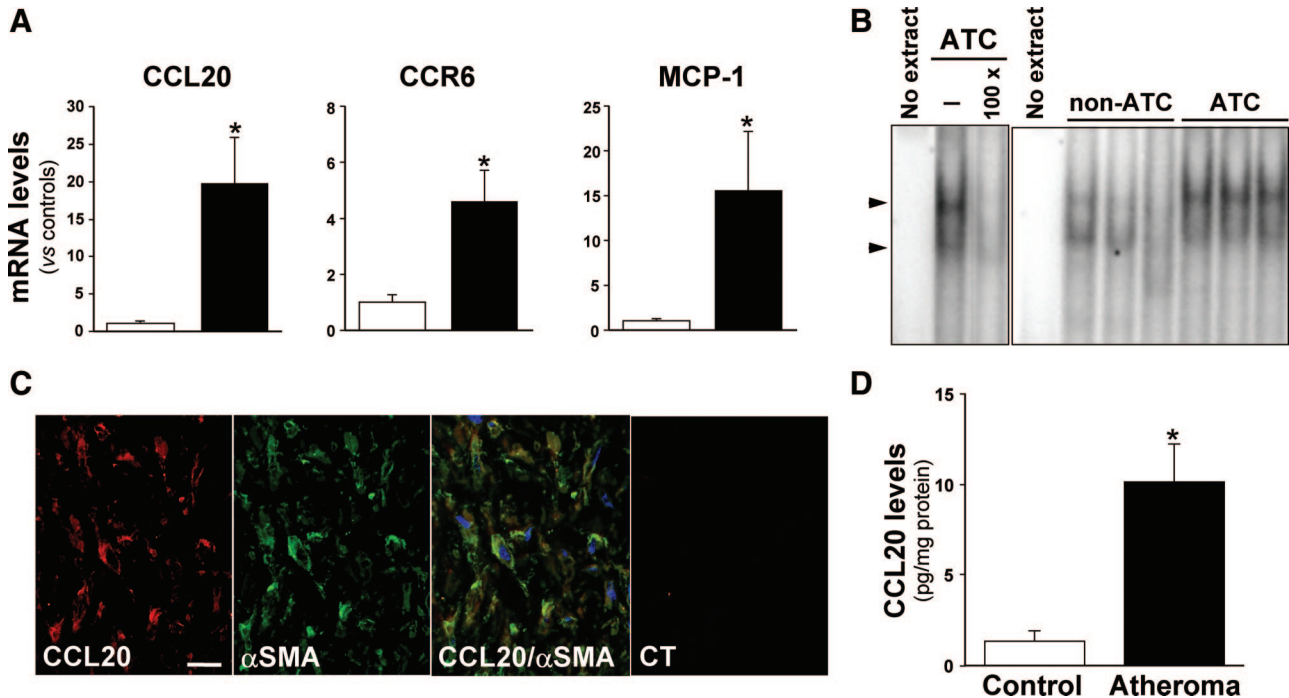 A
CCL20
CCR6
MCP-1
mRNA levels
(vs controls)
30
25
20
15
10
5
0
*
8
6
4
2
0
*
25
20
15
10
5
0
*
B
No extract
ATC
–
100 x
No extract
non-ATC
ATC
C
CCL20
αSMA
CCL20/αSMA
CT
D
CCL20 levels
(pg/mg protein)
15
10
5
0
*
Control
Atheroma